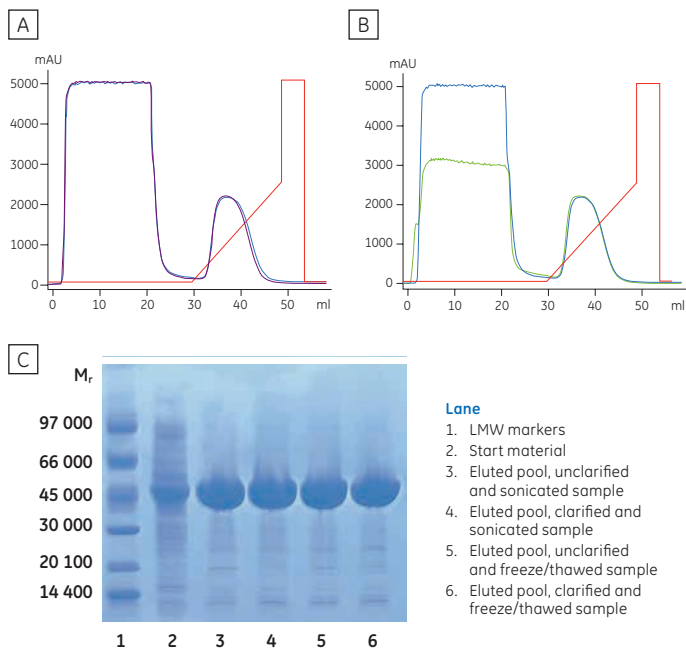 A
mAU
5000
4000
3000
2000
1000
0
0 10 20 30 40 50 ml
B
mAU
5000
4000
3000
2000
1000
0
0 10 20 30 40 50 ml
C
Mr
97 000
66 000
45 000
30 000
20 100
14 400
1 2 3 4 5 6
Lane
1. LMW markers
2. Start material
3. Eluted pool, unclarified
and sonicated sample
4. Eluted pool, clarified and
sonicated sample
5. Eluted pool, unclarified
and freeze/thawed sample
6. Eluted pool, clarified and
freeze/thawed sample